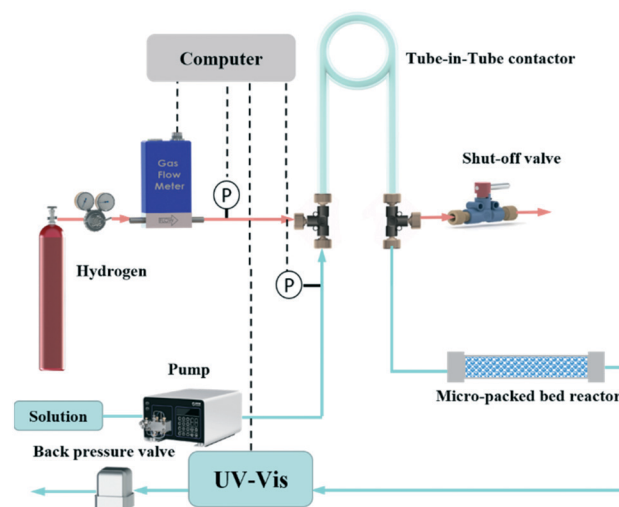 Computer
Tube-in-Tube contactor
Gas
Flow
Meter
P
Shut-off valve
Hydrogen
P
Pump
Micro-packed bed reactor
Solution
Back pressure valve
UV-Vis